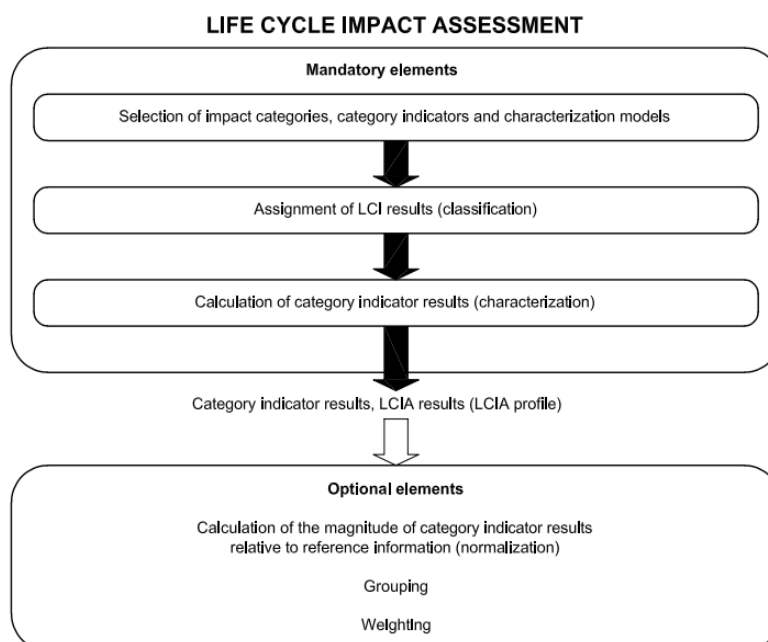 LIFE CYCLE IMPACT ASSESSMENT
Mandatory elements
Selection of impact categories, category indicators and characterization models
Assignment of LCI results (classification)
Calculation of category indicator results (characterization)
Category indicator results, LCIA results (LCIA profile)
Optional elements
Calculation of the magnitude of category indicator results
relative to reference information (normalization)
Grouping
Weighting